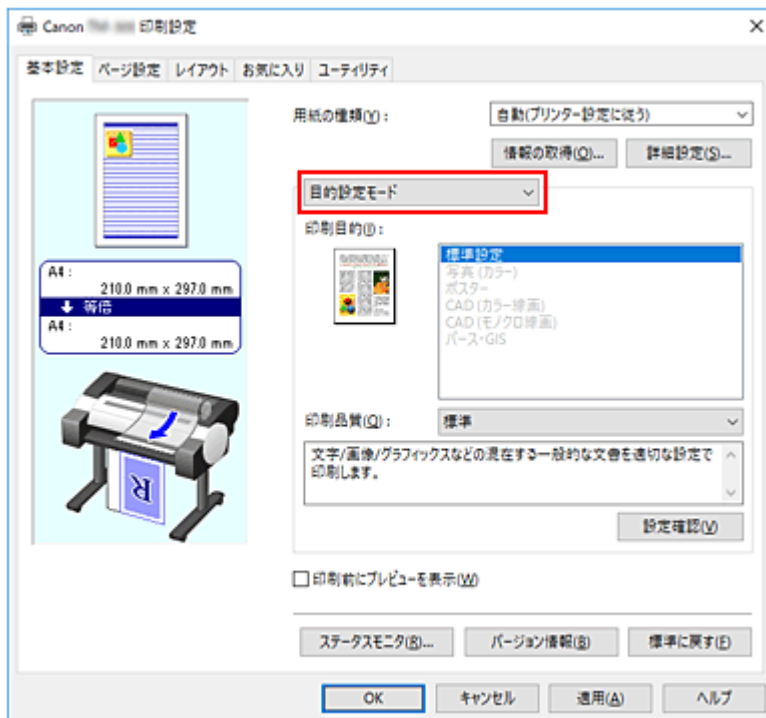 Canon 印刷設定
基本設定 ページ設定 レイアウト お気に入り ユーティリティ
用紙の種類(Y): 自動(プリンター設定に従う)
情報の取得(O)... 詳細設定(S)...
目的設定モード
印刷目的(I):
標準設定
写真 (カラー)
ポスター
CAD (カラー線画)
CAD (モノクロ線画)
パース・GIS
A4 :
210.0 mm x 297.0 mm
等倍
A4 :
210.0 mm x 297.0 mm
R
印刷品質(Q): 標準
文字/画像/グラフィックスなどの混在する一般的な文書を適切な設定で
印刷します。
設定確認(V)
印刷前にプレビューを表示(W)
ステータスモニタ(R)... バージョン情報(B) 標準に戻す(F)
OK キャンセル 適用(A) ヘルプ